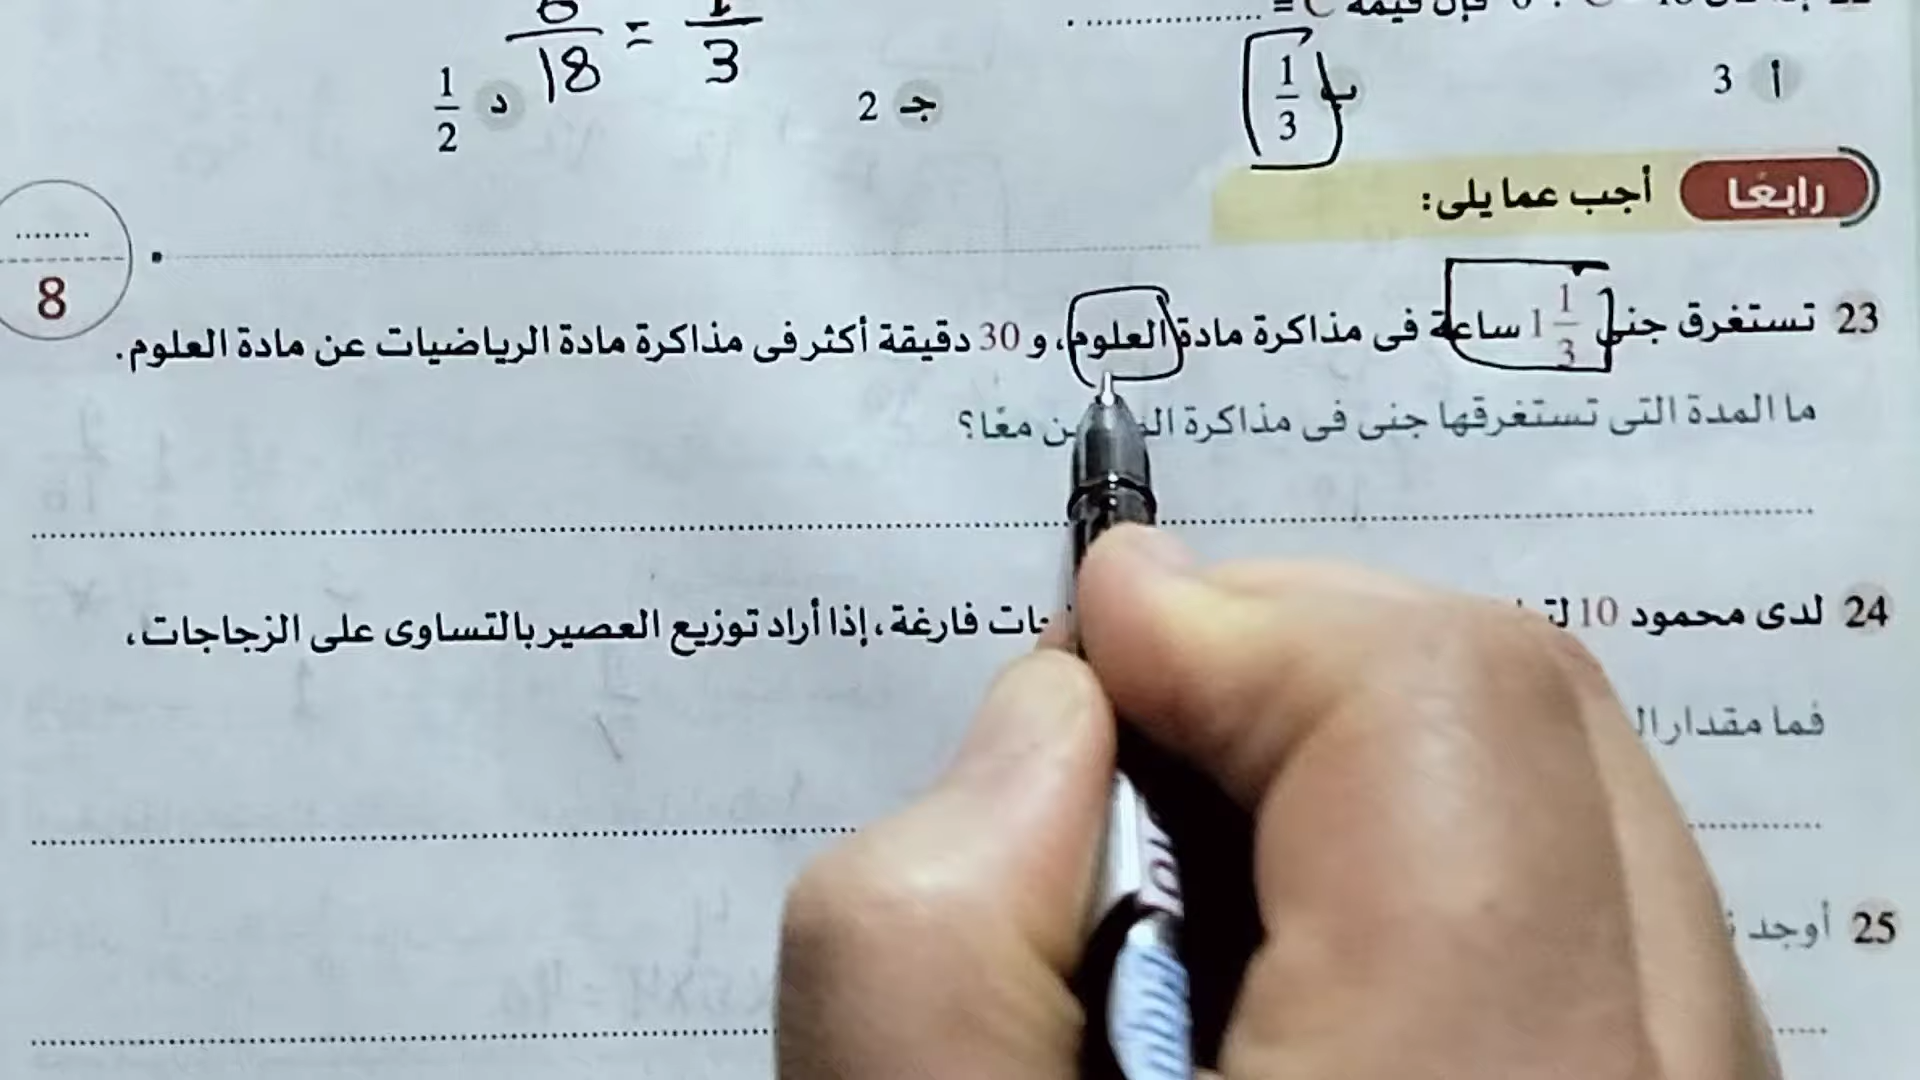 = C
6/18 = 1/3
أ 3 ب 1/3 جـ 2 د 1/2
رابعًا أجب عما يلى:
8
23 تستغرق جنى 1 1/3 ساعة فى مذاكرة مادة العلوم، و 30 دقيقة أكثر فى مذاكرة مادة الرياضيات عن مادة العلوم.
ما المدة التى تستغرقها جنى فى مذاكرة معًا؟
24 لدى محمود 10 فارغة، إذا أراد توزيع العصير بالتساوى على الزجاجات،
فما مقدار
25 أوجد